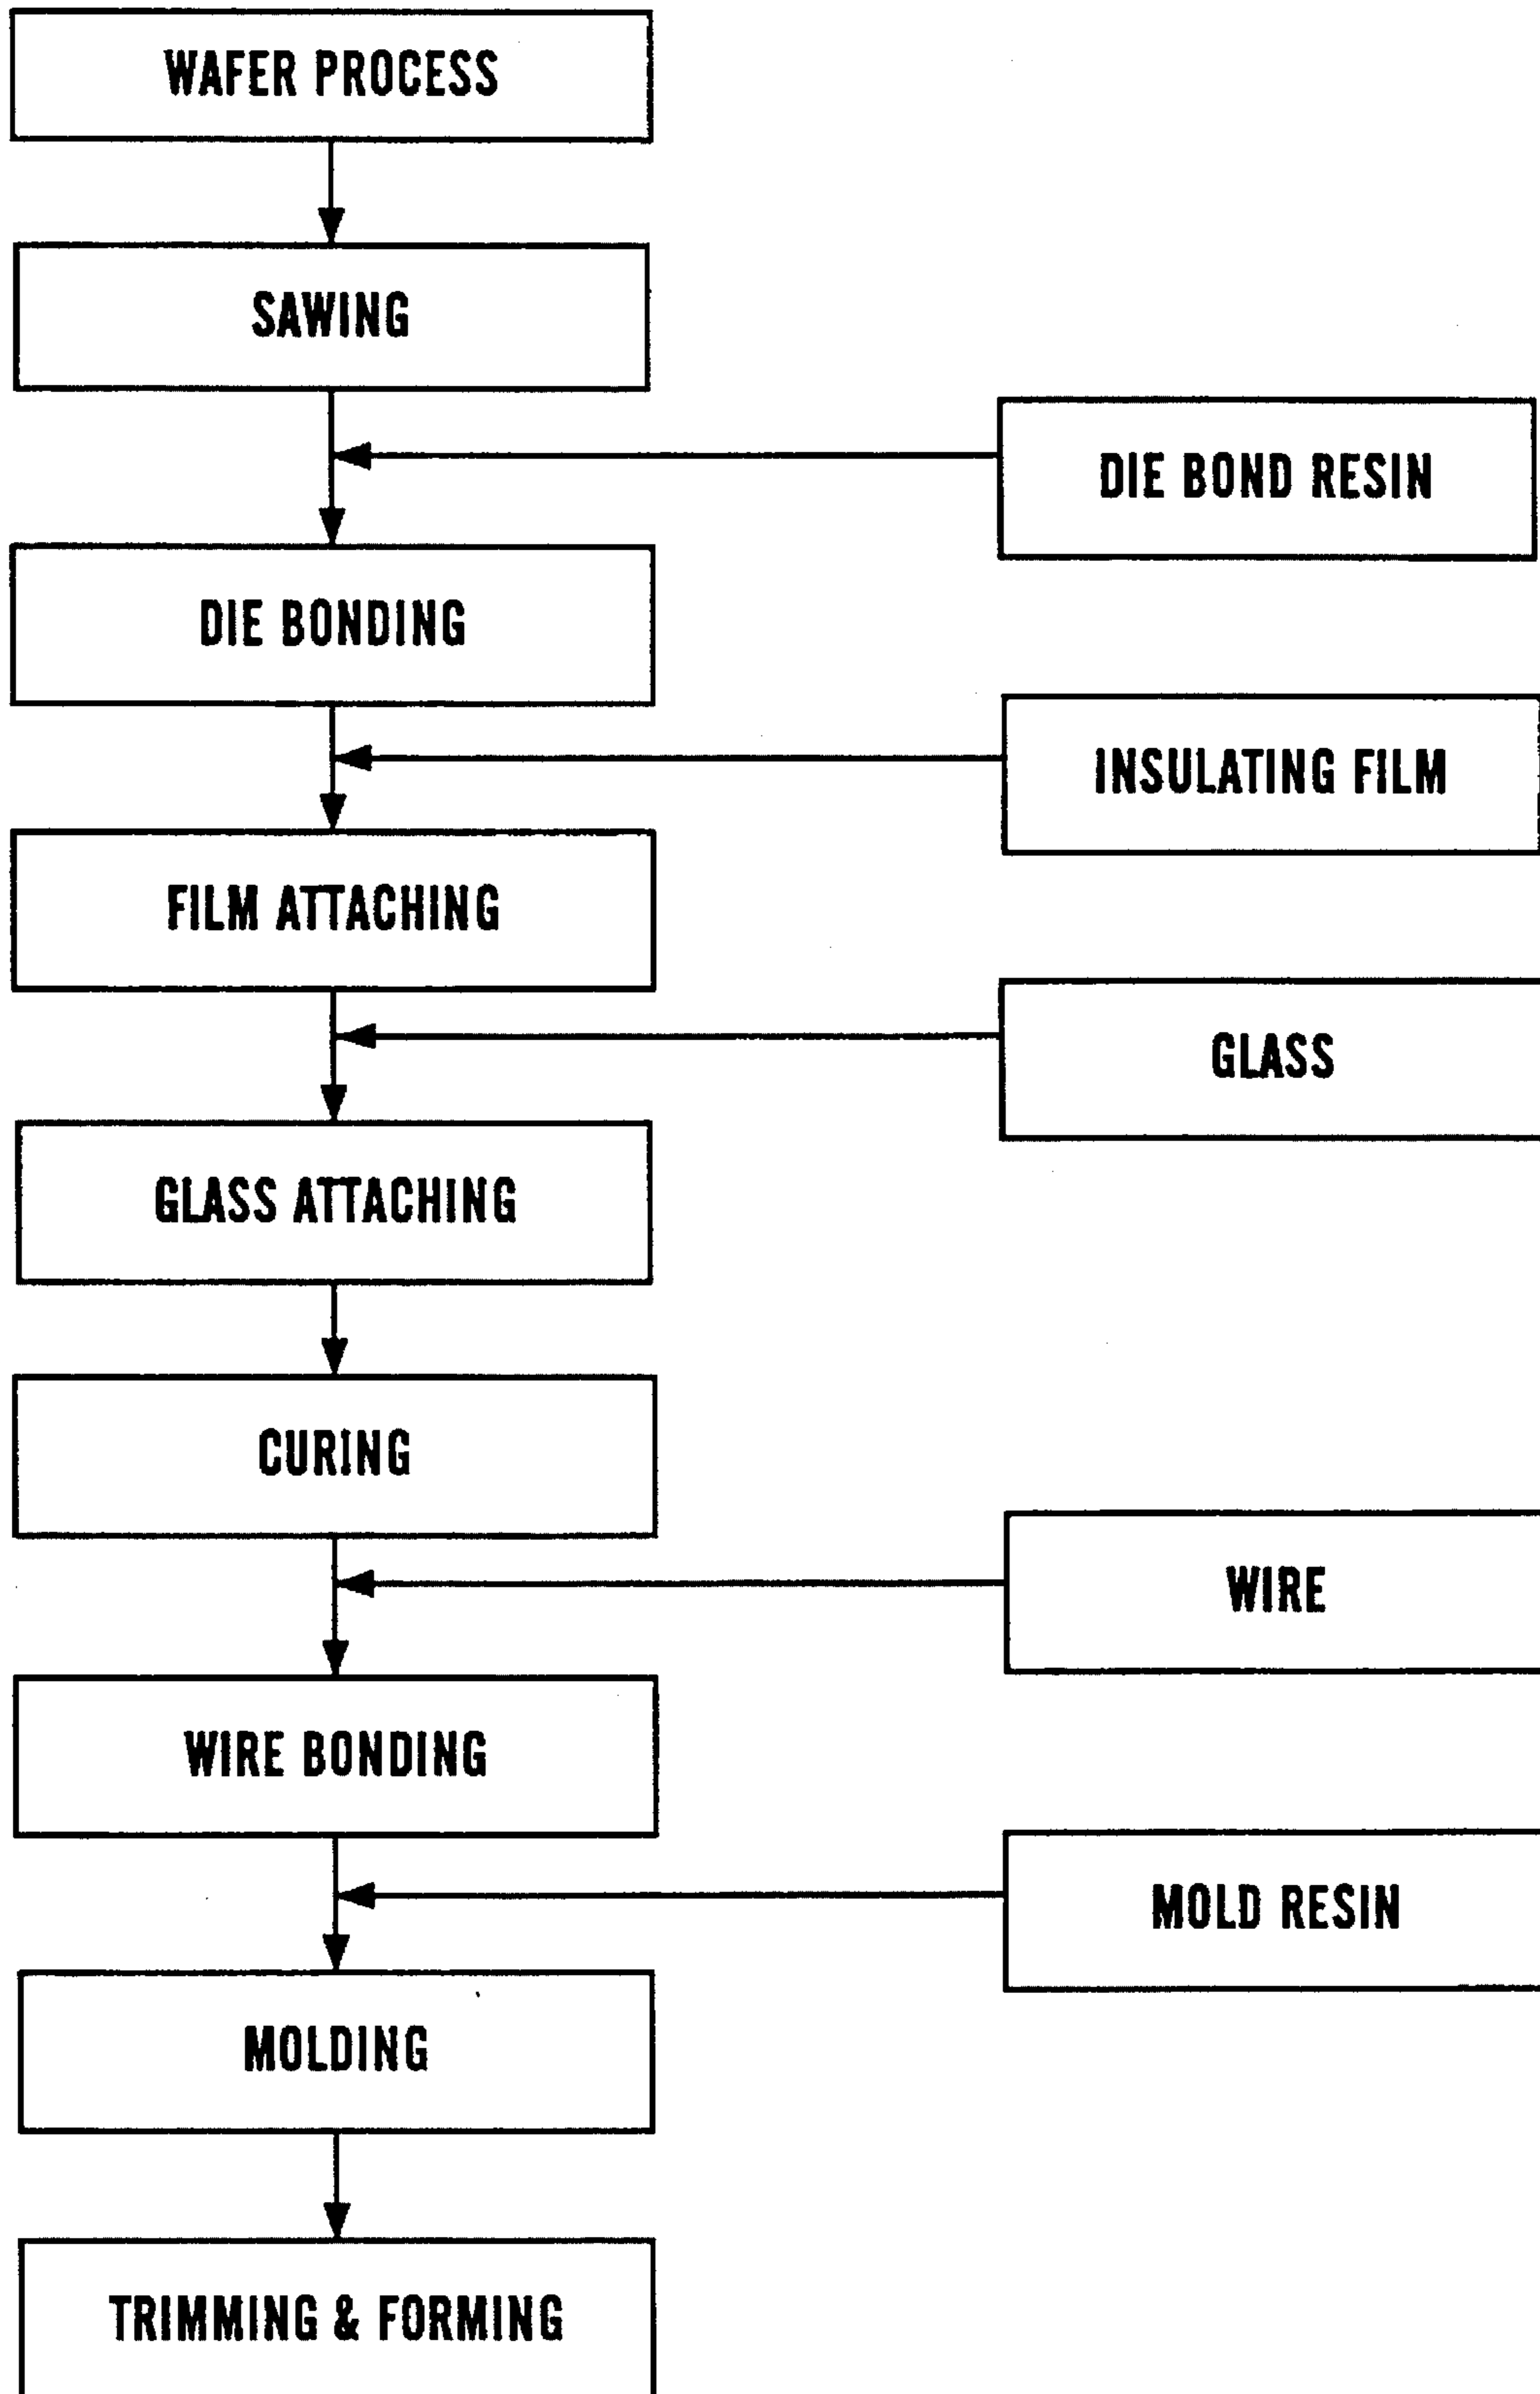 WAFER PROCESS
SAWING
DIE BOND RESIN
DIE BONDING
INSULATING FILM
FILM ATTACHING
GLASS
GLASS ATTACHING
CURING
WIRE
WIRE BONDING
MOLD RESIN
MOLDING
TRIMMING & FORMING